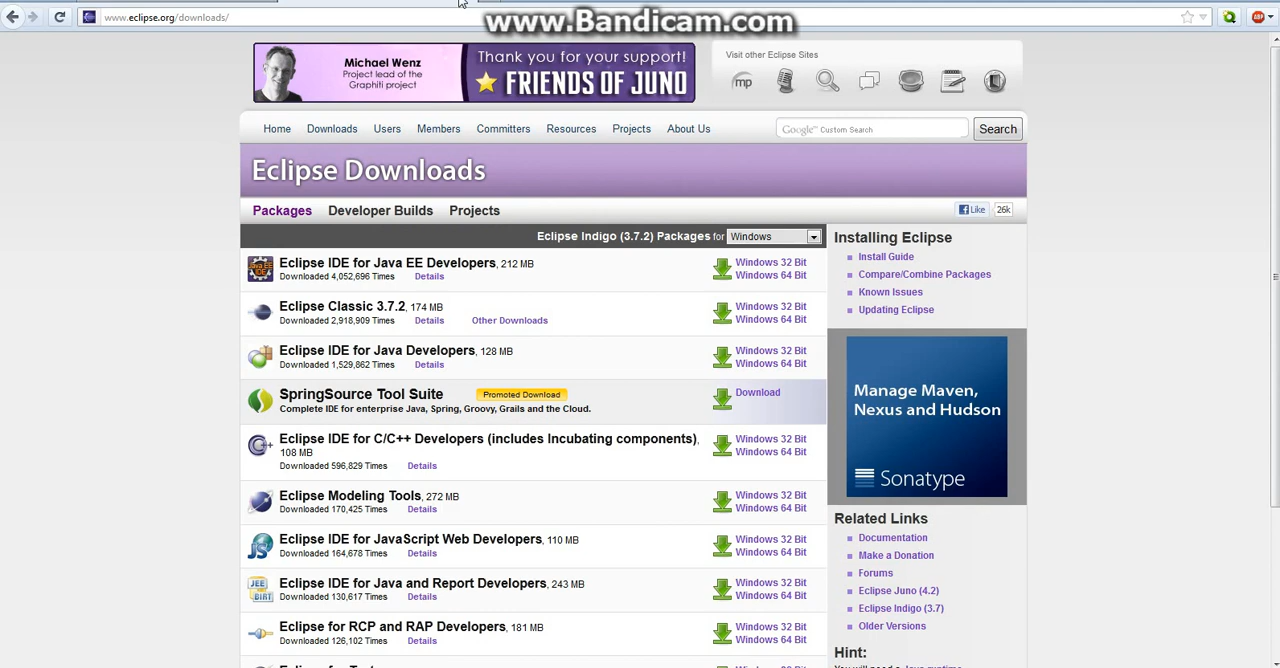 www.eclipse.org/downloads/
www.Bandicam.com
ABP
Michael Wenz
Project lead of the
Graphiti project
Thank you for your support!
FRIENDS OF JUNO
Visit other Eclipse Sites
mp
Home Downloads Users Members Committers Resources Projects About Us
Google™ Custom Search
Search
Eclipse Downloads
Packages Developer Builds Projects
Like 26k
Eclipse Indigo (3.7.2) Packages for Windows
Java EE IDE
Eclipse IDE for Java EE Developers, 212 MB
Downloaded 4,052,696 Times Details
Windows 32 Bit
Windows 64 Bit
Eclipse Classic 3.7.2, 174 MB
Downloaded 2,918,909 Times Details Other Downloads
Windows 32 Bit
Windows 64 Bit
Eclipse IDE for Java Developers, 128 MB
Downloaded 1,529,862 Times Details
Windows 32 Bit
Windows 64 Bit
SpringSource Tool Suite Promoted Download
Complete IDE for enterprise Java, Spring, Groovy, Grails and the Cloud.
Download
Eclipse IDE for C/C++ Developers (includes Incubating components),
108 MB
Downloaded 596,829 Times Details
Windows 32 Bit
Windows 64 Bit
Eclipse Modeling Tools, 272 MB
Downloaded 170,425 Times Details
Windows 32 Bit
Windows 64 Bit
JS
Eclipse IDE for JavaScript Web Developers, 110 MB
Downloaded 164,678 Times Details
Windows 32 Bit
Windows 64 Bit
JEE
BIRT
Eclipse IDE for Java and Report Developers, 243 MB
Downloaded 130,617 Times Details
Windows 32 Bit
Windows 64 Bit
Eclipse for RCP and RAP Developers, 181 MB
Downloaded 126,102 Times Details
Windows 32 Bit
Windows 64 Bit
Installing Eclipse
Install Guide
Compare/Combine Packages
Known Issues
Updating Eclipse
Manage Maven,
Nexus and Hudson
Sonatype
Related Links
Documentation
Make a Donation
Forums
Eclipse Juno (4.2)
Eclipse Indigo (3.7)
Older Versions
Hint: